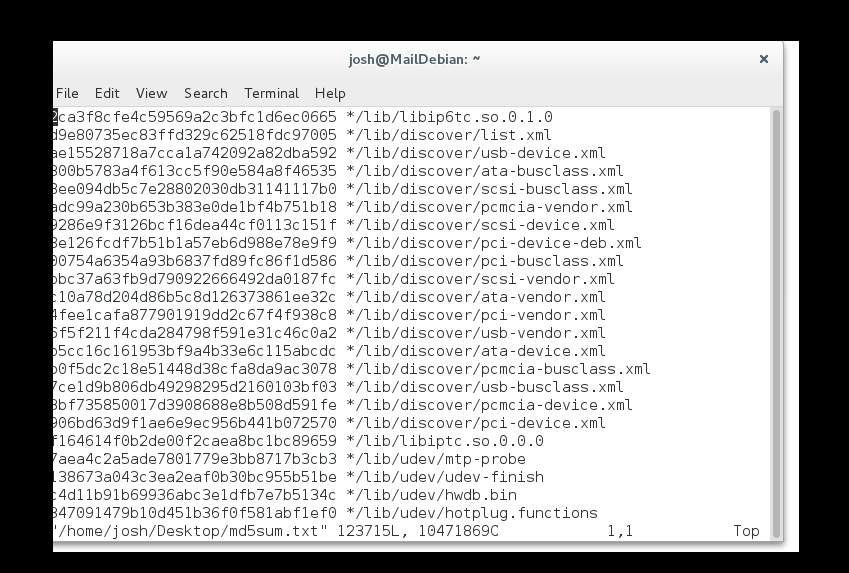 josh@MailDebian: ~ ×
File Edit View Search Terminal Help
2ca3f8cfe4c59569a2c3bfc1d6ec0665 */lib/libip6tc.so.0.1.0
d9e80735ec83ffd329c62518fdc97005 */lib/discover/list.xml
ae15528718a7cca1a742092a82dba592 */lib/discover/usb-device.xml
300b5783a4f613cc5f90e584a8f46535 */lib/discover/ata-busclass.xml
8ee094db5c7e28802030db31141117b0 */lib/discover/scsi-busclass.xml
adc99a230b653b383e0de1bf4b751b18 */lib/discover/pcmcia-vendor.xml
9286e9f3126bcf16dea44cf0113c151f */lib/discover/scsi-device.xml
8e126fcdf7b51b1a57eb6d988e78e9f9 */lib/discover/pci-device-deb.xml
00754a6354a93b6837fd89fc86f1d586 */lib/discover/pci-busclass.xml
bbc37a63fb9d790922666492da0187fc */lib/discover/scsi-vendor.xml
c10a78d204d86b5c8d126373861ee32c */lib/discover/ata-vendor.xml
4fee1cafa877901919dd2c67f4f938c8 */lib/discover/pci-vendor.xml
6f5f211f4cda284798f591e31c46c0a2 */lib/discover/usb-vendor.xml
b5cc16c161953bf9a4b33e6c115abcdc */lib/discover/ata-device.xml
b0f5dc2c18e51448d38cfa8da9ac3078 */lib/discover/pcmcia-busclass.xml
7ce1d9b806db49298295d2160103bf03 */lib/discover/usb-busclass.xml
8bf735850017d3908688e8b508d591fe */lib/discover/pcmcia-device.xml
906bd63d9f1ae6e9ec956b441b072570 */lib/discover/pci-device.xml
f164614f0b2de00f2caea8bc1bc89659 */lib/libiptc.so.0.0.0
7aea4c2a5ade7801779e3bb8717b3cb3 */lib/udev/mtp-probe
138673a043c3ea2eaf0b30bc955b51be */lib/udev/udev-finish
c4d11b91b69936abc3e1dfb7e7b5134c */lib/udev/hwdb.bin
347091479b10d451b36f0f581abf1ef0 */lib/udev/hotplug.functions
"/home/josh/Desktop/md5sum.txt" 123715L, 10471869C 1,1 Top